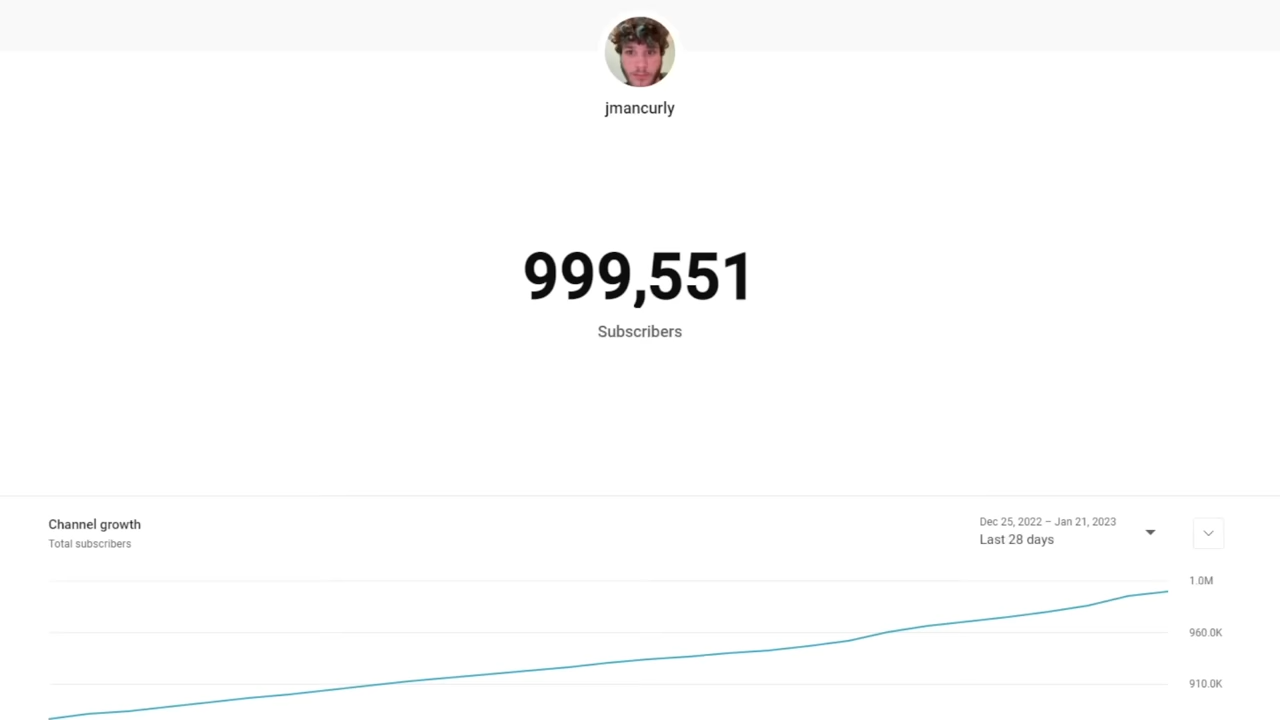 jmancurly
999,551
Subscribers
Channel growth
Total subscribers
Dec 25, 2022 – Jan 21, 2023
Last 28 days
1.0M
960.0K
910.0K